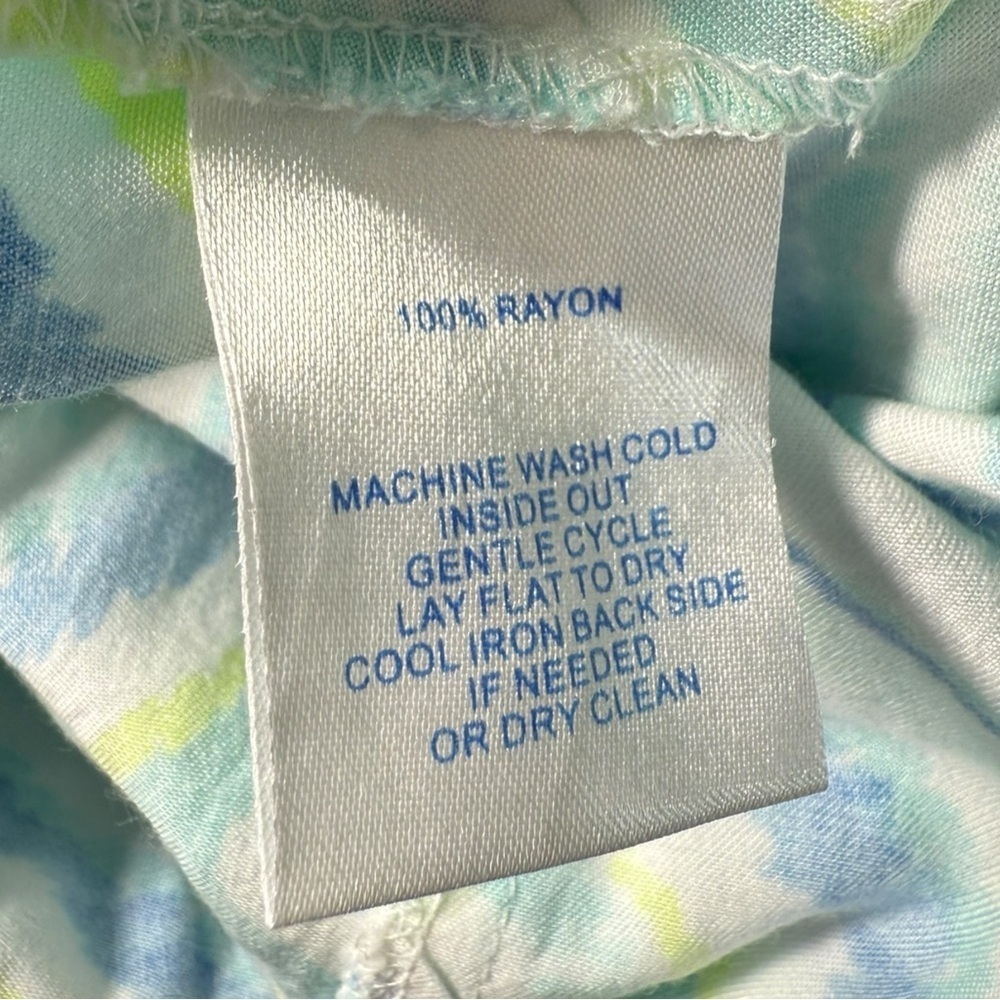 100% RAYON
MACHINE WASH COLD
INSIDE OUT
GENTLE CYCLE
LAY FLAT TO DRY
COOL IRON BACK SIDE
IF NEEDED
OR DRY CLEAN